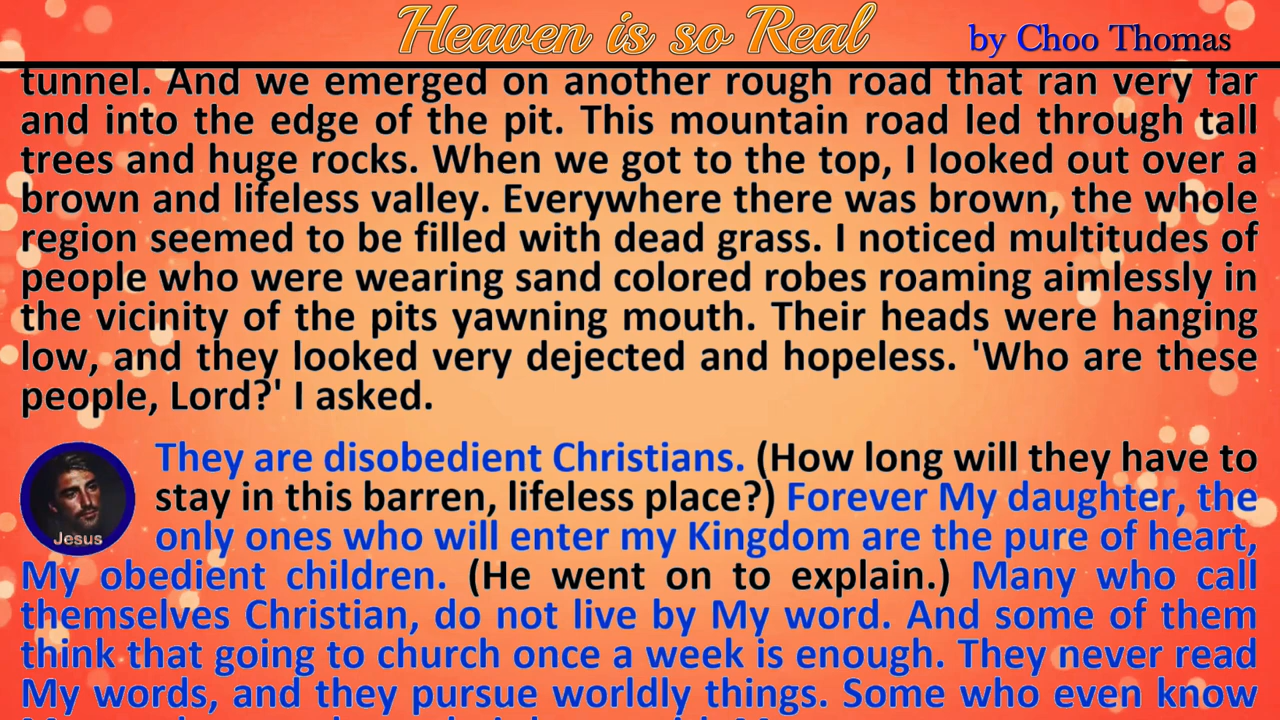 Heaven is so Real
by Choo Thomas
tunnel. And we emerged on another rough road that ran very far
and into the edge of the pit. This mountain road led through tall
trees and huge rocks. When we got to the top, I looked out over a
brown and lifeless valley. Everywhere there was brown, the whole
region seemed to be filled with dead grass. I noticed multitudes of
people who were wearing sand colored robes roaming aimlessly in
the vicinity of the pits yawning mouth. Their heads were hanging
low, and they looked very dejected and hopeless. 'Who are these
people, Lord?' I asked.
They are disobedient Christians. (How long will they have to
stay in this barren, lifeless place?) Forever My daughter, the
Jesus
only ones who will enter my Kingdom are the pure of heart,
My obedient children. (He went on to explain.) Many who call
themselves Christian, do not live by My word. And some of them
think that going to church once a week is enough. They never read
My words, and they pursue worldly things. Some who even know